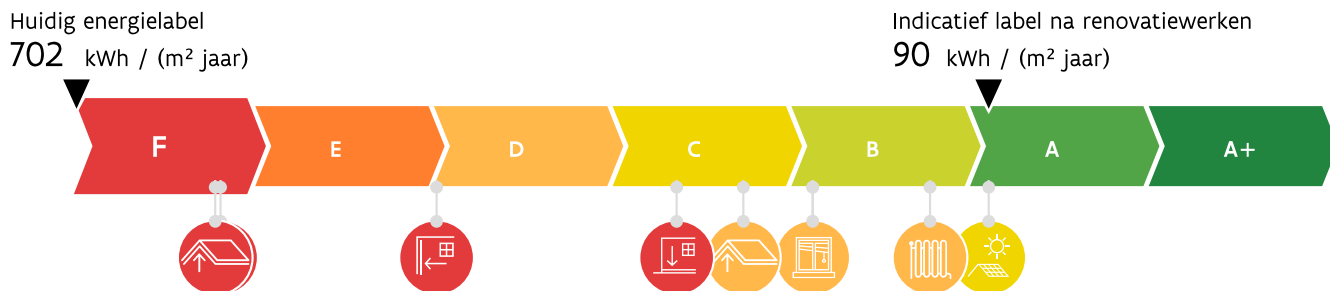 Huidig energielabel
702 kWh / (m² jaar)
Indicatief label na renovatiewerken
90 kWh / (m² jaar)
F E D C B A A+